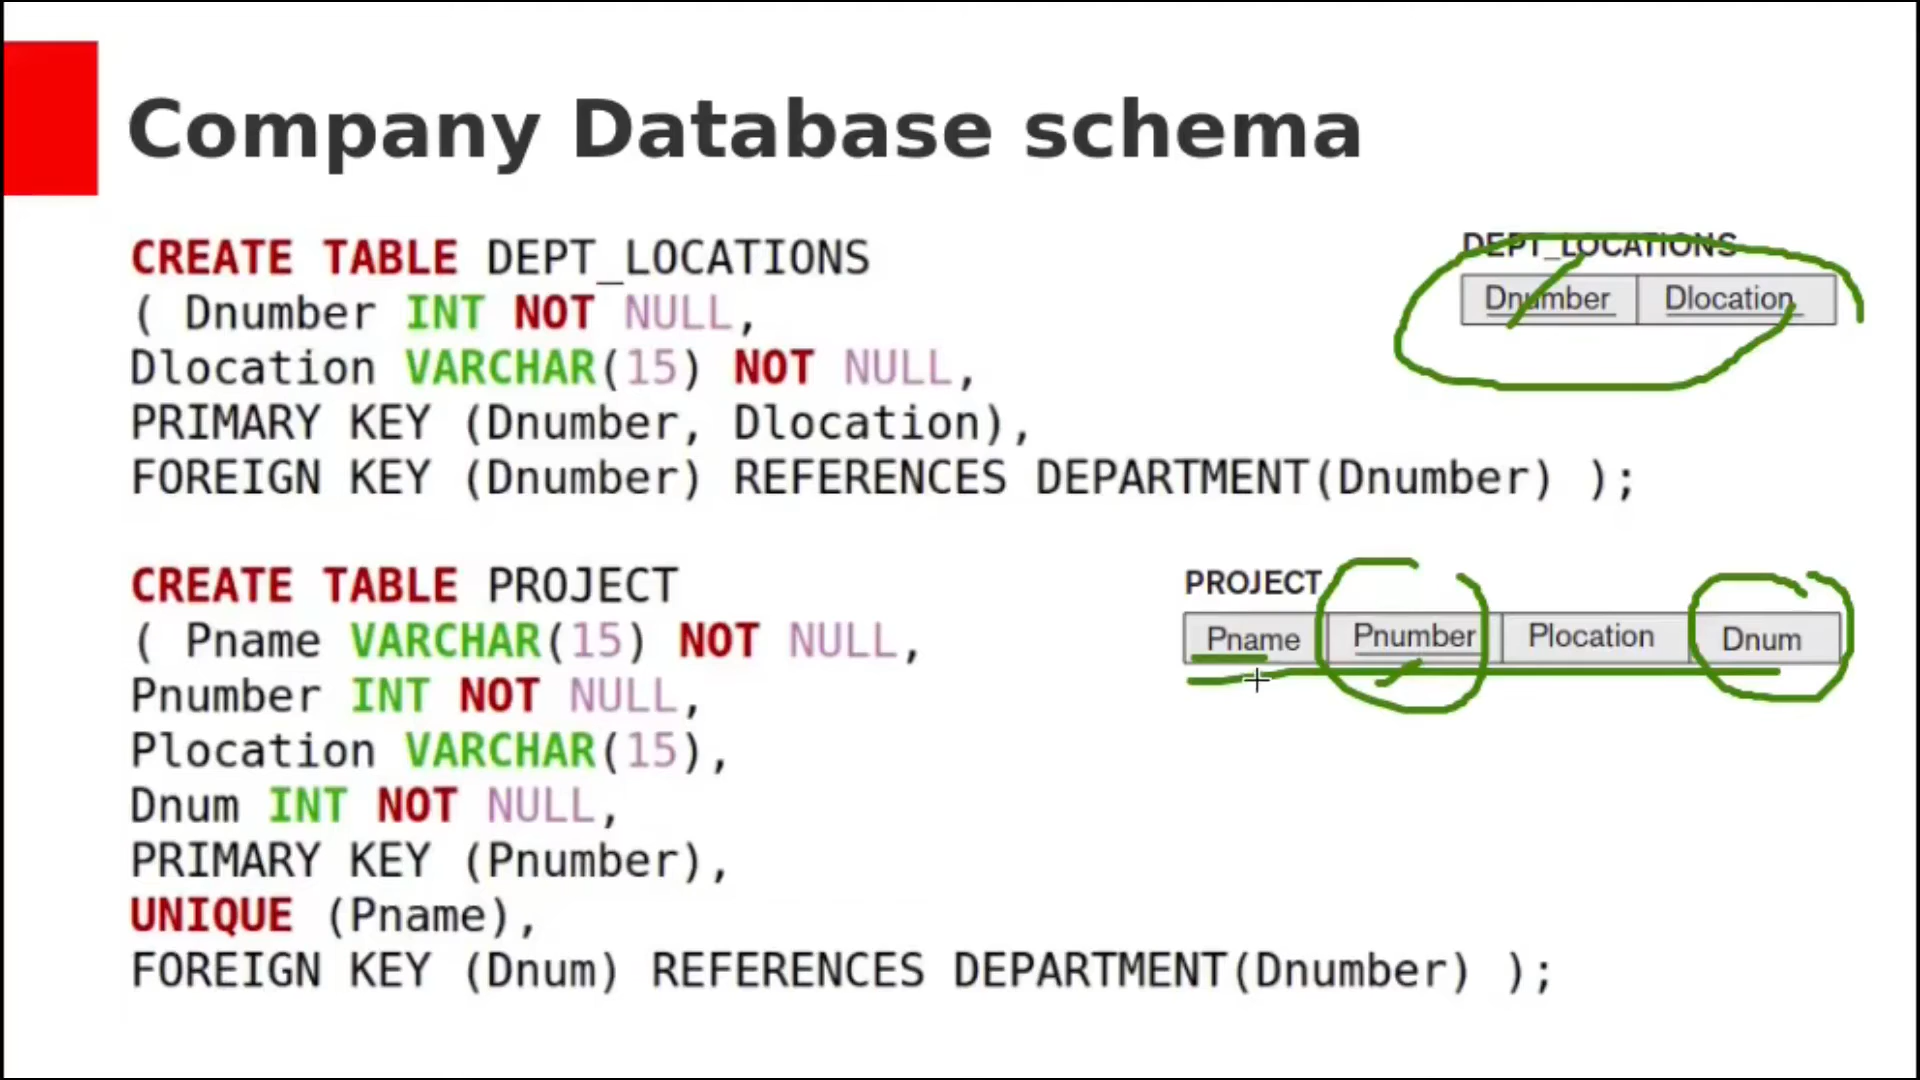 Company Database schema
CREATE TABLE DEPT_LOCATIONS
( Dnumber INT NOT NULL,
Dlocation VARCHAR(15) NOT NULL,
PRIMARY KEY (Dnumber, Dlocation),
FOREIGN KEY (Dnumber) REFERENCES DEPARTMENT(Dnumber) );
DEPT_LOCATIONS
Dnumber Dlocation
CREATE TABLE PROJECT
( Pname VARCHAR(15) NOT NULL,
Pnumber INT NOT NULL,
Plocation VARCHAR(15),
Dnum INT NOT NULL,
PRIMARY KEY (Pnumber),
UNIQUE (Pname),
FOREIGN KEY (Dnum) REFERENCES DEPARTMENT(Dnumber) );
PROJECT
Pname Pnumber Plocation Dnum